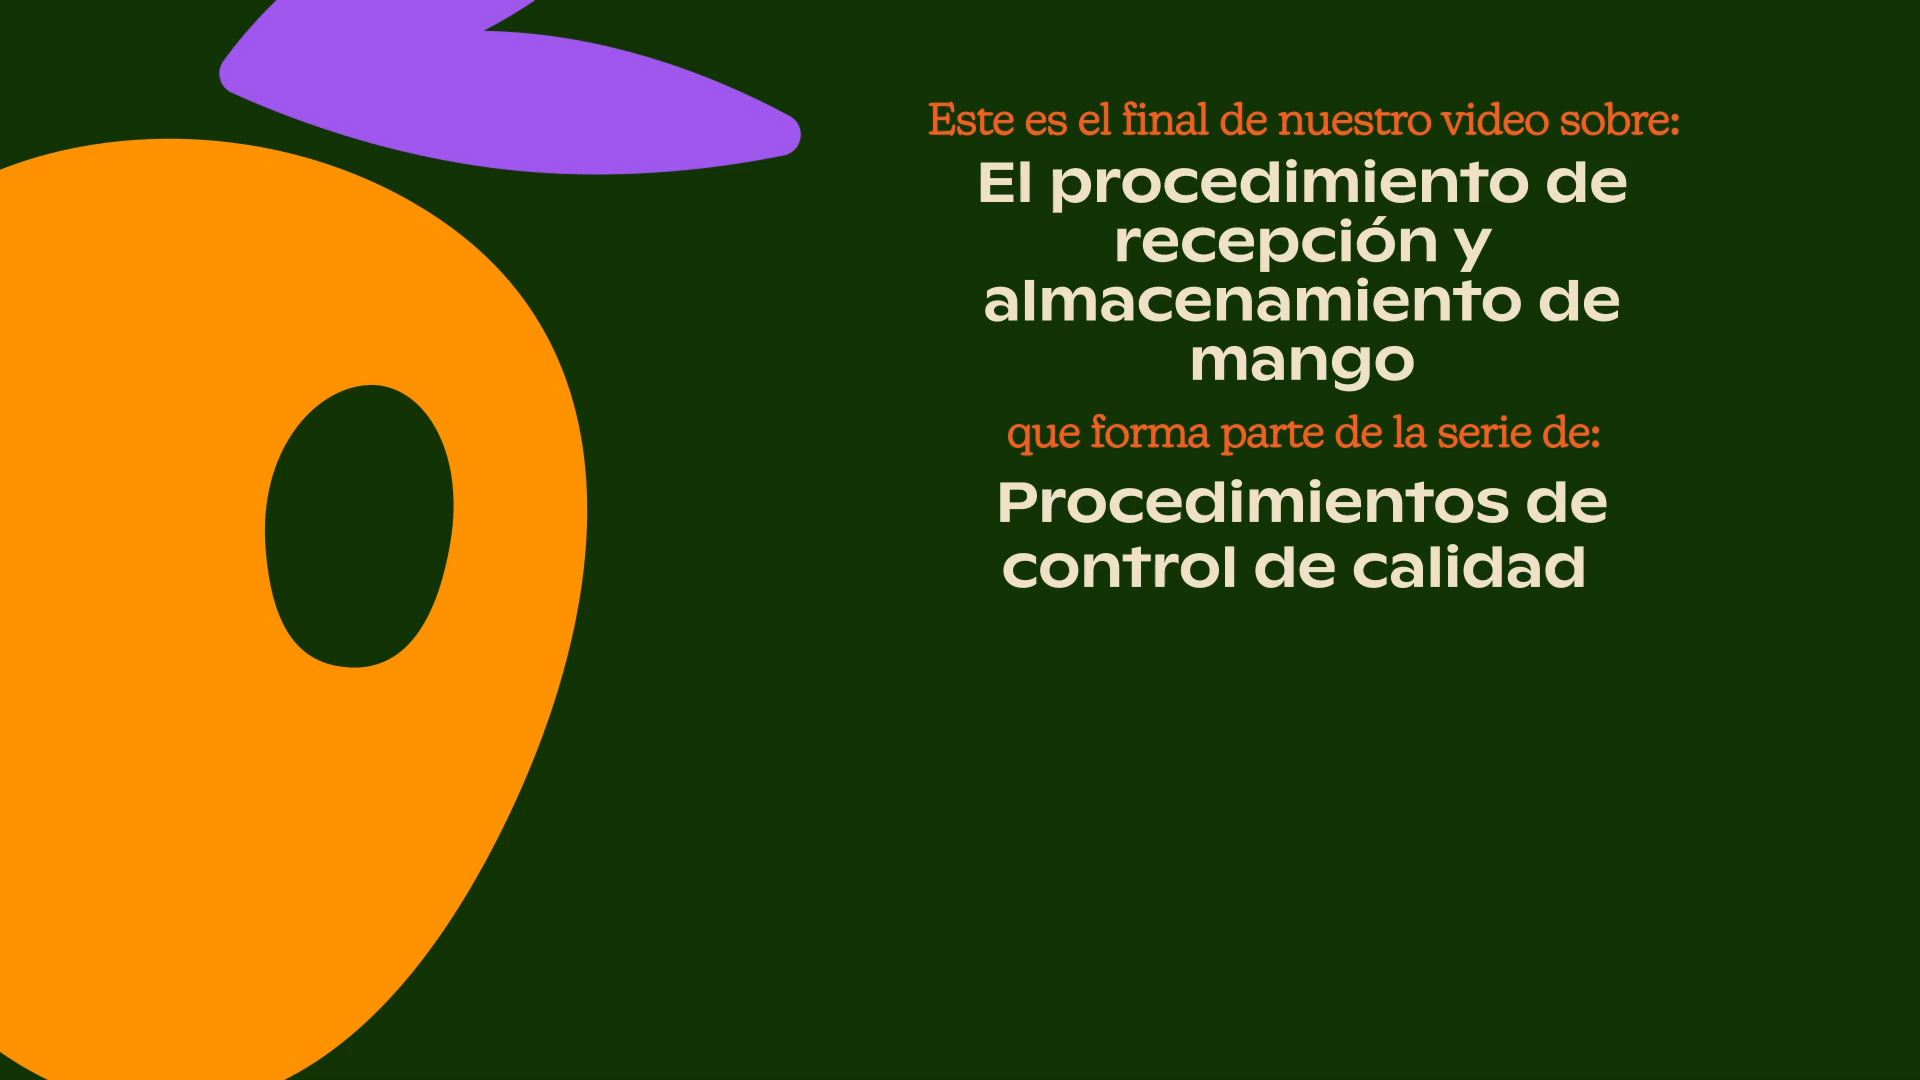 Este es el final de nuestro video sobre:
El procedimiento de
recepción y
almacenamiento de
mango
que forma parte de la serie de:
Procedimientos de
control de calidad